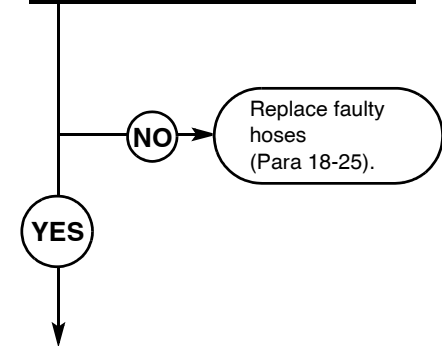 NO
Replace faulty
hoses
(Para 18-25).
YES